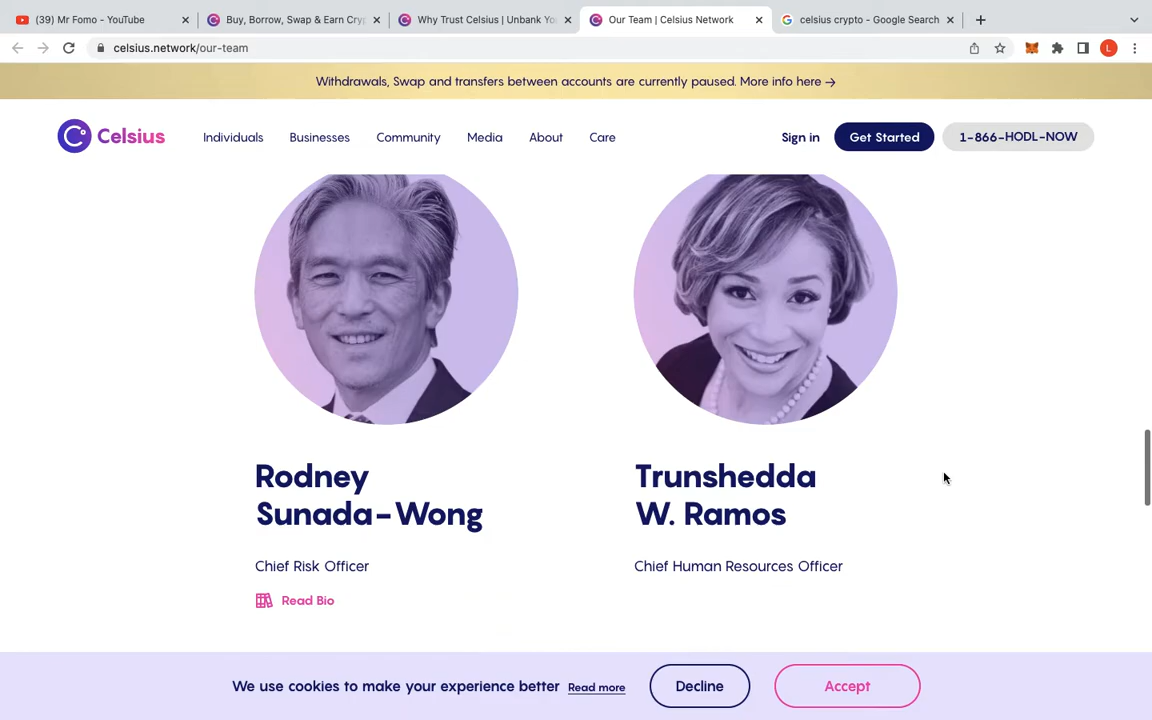 (39) Mr Fomo - YouTube
Buy, Borrow, Swap & Earn Cryp
Why Trust Celsius | Unbank Yo
Our Team | Celsius Network
celsius crypto - Google Search
celsius.network/our-team
L
Withdrawals, Swap and transfers between accounts are currently paused. More info here →
Celsius
Individuals
Businesses
Community
Media
About
Care
Sign in
Get Started
1-866-HODL-NOW
Rodney
Sunada-Wong
Chief Risk Officer
Read Bio
Trunshedda
W. Ramos
Chief Human Resources Officer
We use cookies to make your experience better
Read more
Decline
Accept